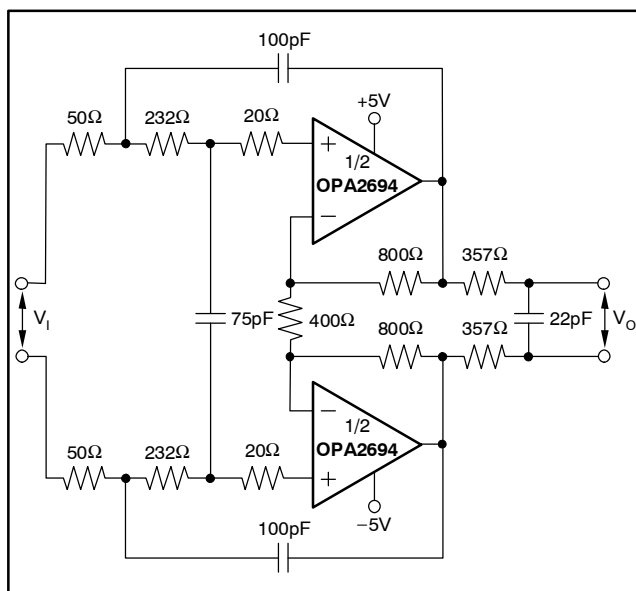 100pF
50Ω 232Ω 20Ω +5V
+
1/2
OPA2694
−
800Ω 357Ω
V_I 75pF 400Ω 22pF V_O
800Ω 357Ω
−
1/2
OPA2694
50Ω 232Ω 20Ω
+
−5V
100pF